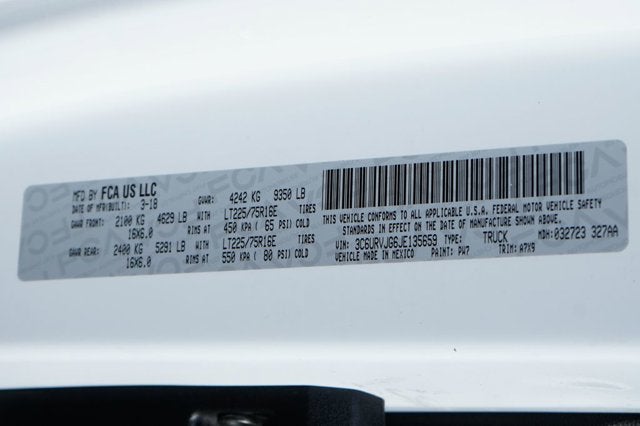 MFD BY FCA US LLC
DATE OF MFR(BUILT): 3-18 GVWR: 4242 KG 9350 LB
GAWR FRONT: 2100 KG 4629 LB WITH LT225/75R16E TIRES
16X6.0 RIMS AT 450 KPA ( 65 PSI) COLD
GAWR REAR: 2400 KG 5291 LB WITH LT225/75R16E TIRES
16X6.0 RIMS AT 550 KPA ( 80 PSI) COLD
THIS VEHICLE CONFORMS TO ALL APPLICABLE U.S.A. FEDERAL MOTOR VEHICLE SAFETY
STANDARDS IN EFFECT ON THE DATE OF MANUFACTURE SHOWN ABOVE.
VIN: 3C6URVJG6JE135659 TYPE: TRUCK MDH: 032723 327AA
VEHICLE MADE IN MEXICO PAINT: PW7 TRIM: A7X9